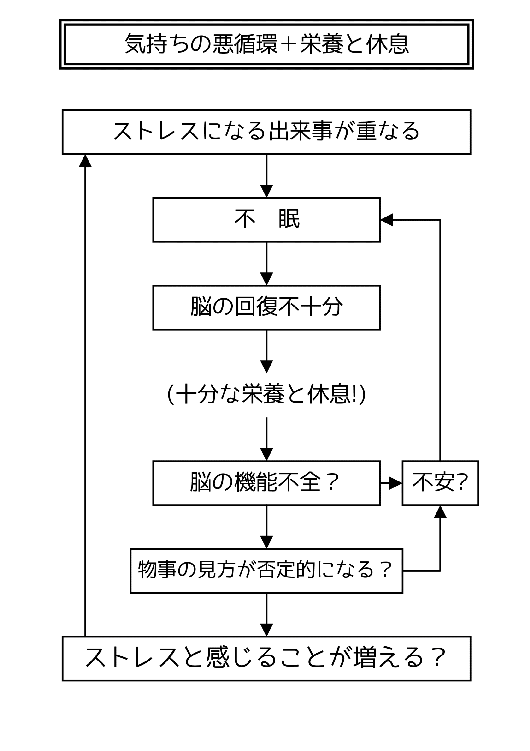 気持ちの悪循環＋栄養と休息
ストレスになる出来事が重なる
不　眠
脳の回復不十分
(十分な栄養と休息!)
脳の機能不全？
不安?
物事の見方が否定的になる？
ストレスと感じることが増える？